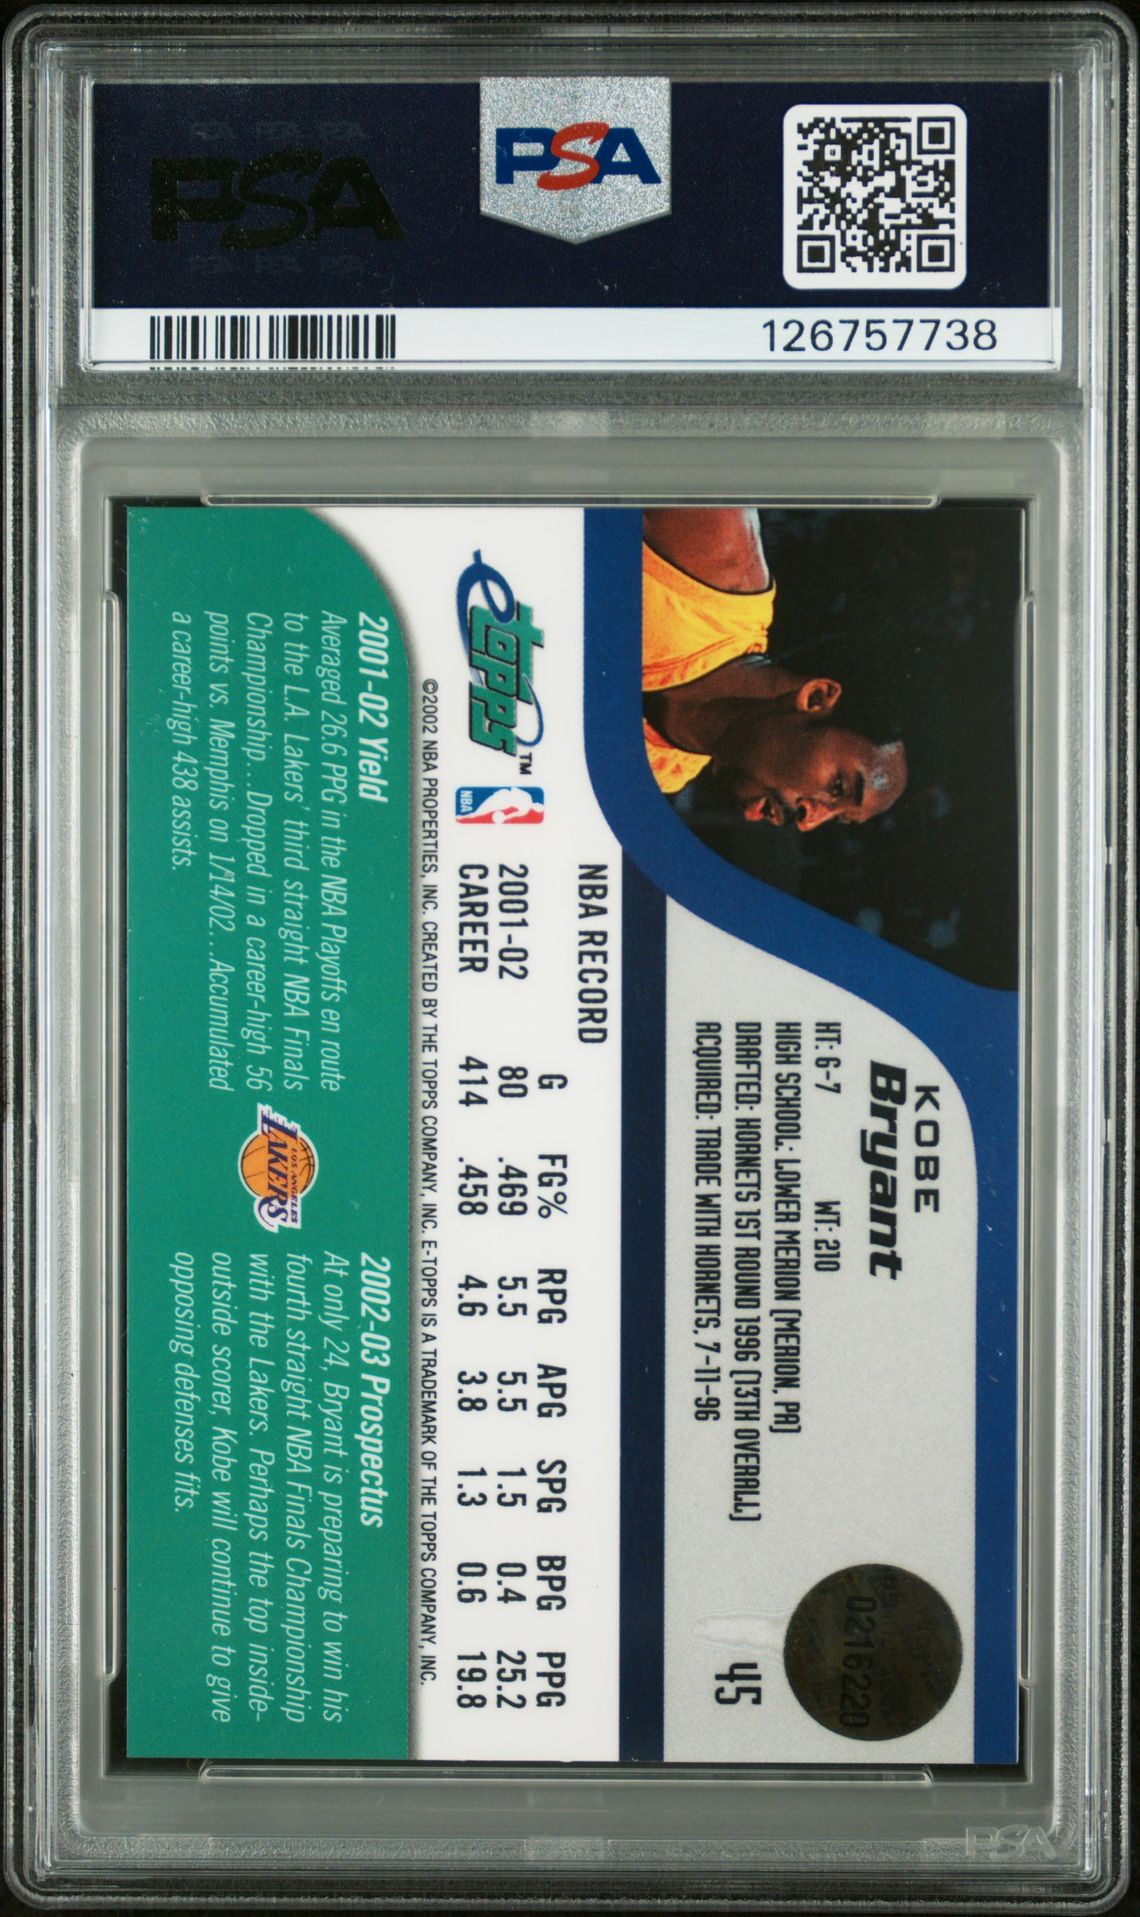 PSA
PSA
126757738
KOBE
Bryant
HT: 6-7 WT: 210
HIGH SCHOOL: LOWER MERION (MERION, PA)
DRAFTED: HORNETS 1ST ROUND 1996 (13TH OVERALL)
ACQUIRED: TRADE WITH HORNETS, 7-11-96
0216220
45
NBA RECORD
G FG% RPG APG SPG BPG PPG
2001-02 80 .469 5.5 5.5 1.5 0.4 25.2
CAREER 414 .458 4.6 3.8 1.3 0.6 19.8
etopps™
NBA
©2002 NBA PROPERTIES, INC. CREATED BY THE TOPPS COMPANY, INC. E-TOPPS IS A TRADEMARK OF THE TOPPS COMPANY, INC.
2001-02 Yield
Averaged 26.6 PPG in the NBA Playoffs en route
to the L.A. Lakers' third straight NBA Finals
Championship...Dropped in a career-high 56
points vs. Memphis on 1/14/02...Accumulated
a career-high 438 assists.
LOS ANGELES
LAKERS
2002-03 Prospectus
At only 24, Bryant is preparing to win his
fourth straight NBA Finals Championship
with the Lakers. Perhaps the top inside-
outside scorer, Kobe will continue to give
opposing defenses fits.
PSA